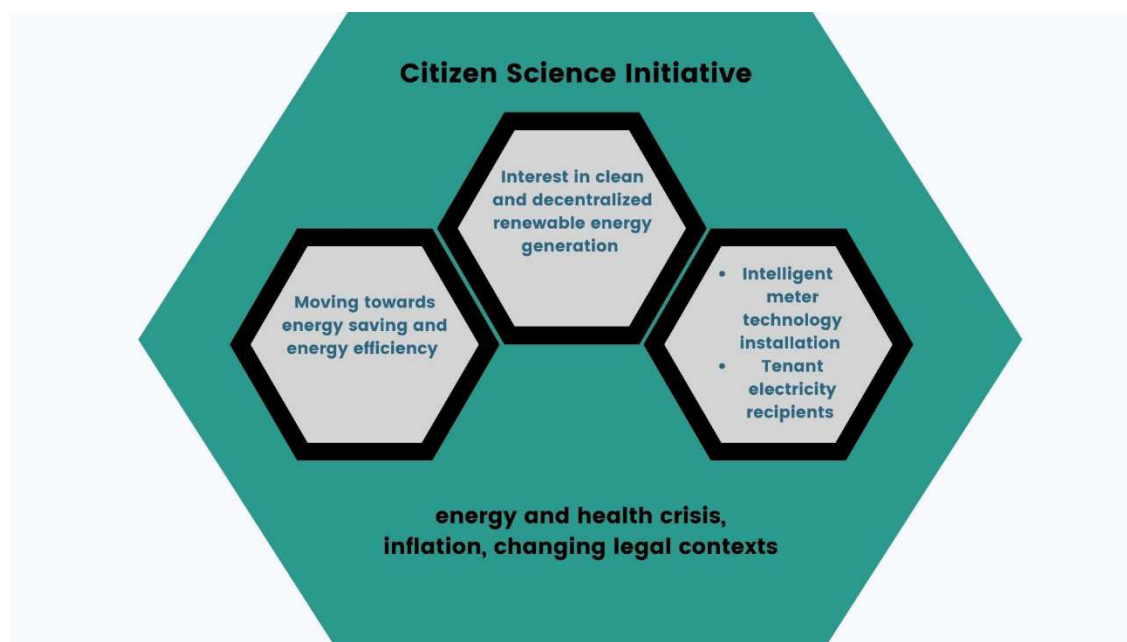 Citizen Science Initiative
Interest in clean
and decentralized
renewable energy
generation
Moving towards
energy saving and
energy efficiency
• Intelligent
meter
technology
installation
• Tenant
electricity
recipients
energy and health crisis,
inflation, changing legal contexts